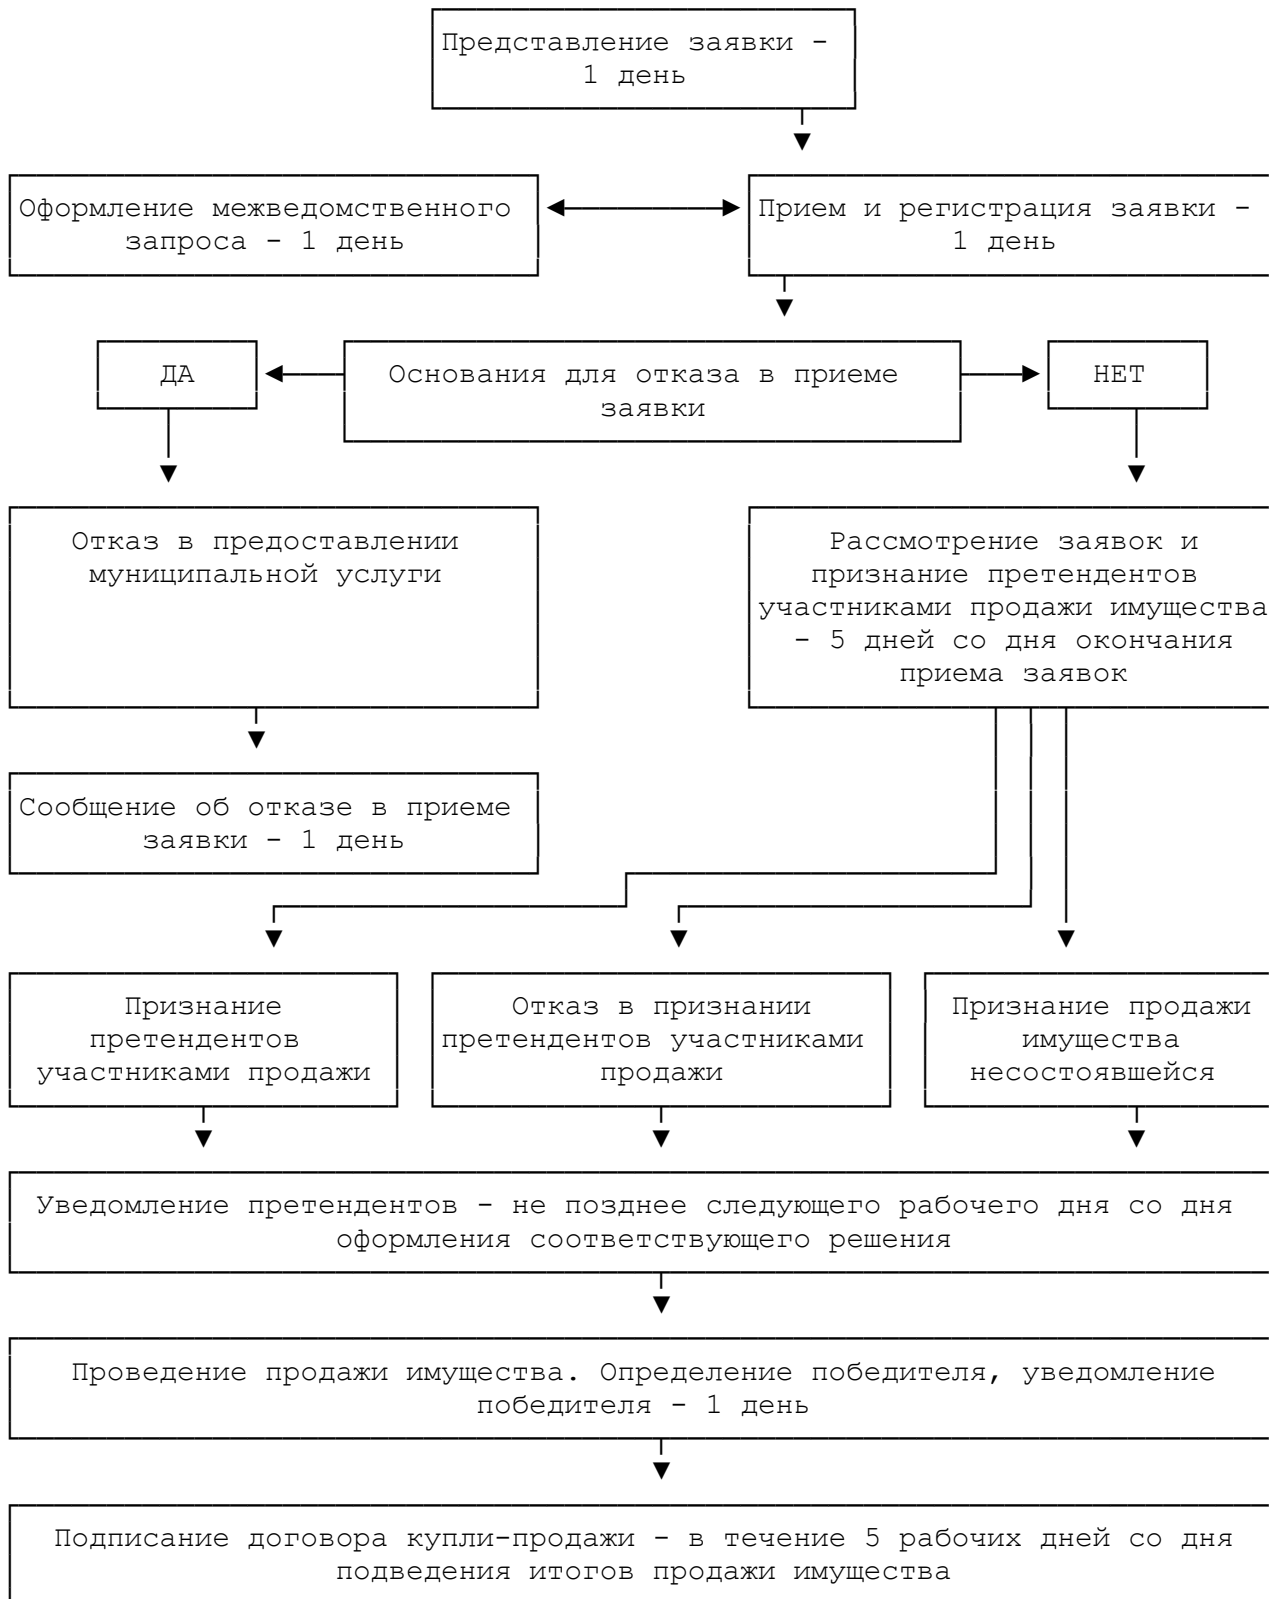 Представление заявки -
1 день
Оформление межведомственного
запроса - 1 день
Прием и регистрация заявки -
1 день
ДА
Основания для отказа в приеме
заявки
НЕТ
Отказ в предоставлении
муниципальной услуги
Рассмотрение заявок и
признание претендентов
участниками продажи имущества
- 5 дней со дня окончания
приема заявок
Сообщение об отказе в приеме
заявки - 1 день
Признание
претендентов
участниками продажи
Отказ в признании
претендентов участниками
продажи
Признание продажи
имущества
несостоявшейся
Уведомление претендентов - не позднее следующего рабочего дня со дня
оформления соответствующего решения
Проведение продажи имущества. Определение победителя, уведомление
победителя - 1 день
Подписание договора купли-продажи - в течение 5 рабочих дней со дня
подведения итогов продажи имущества